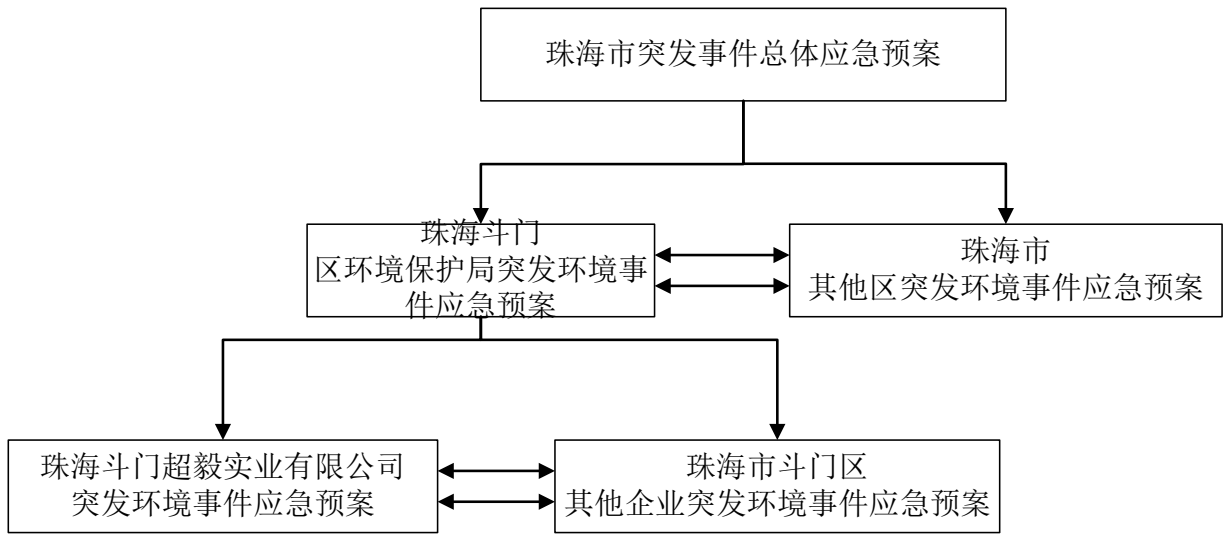 珠海市突发事件总体应急预案
珠海斗门
区环境保护局突发环境事
件应急预案
珠海市
其他区突发环境事件应急预案
珠海斗门超毅实业有限公司
突发环境事件应急预案
珠海市斗门区
其他企业突发环境事件应急预案